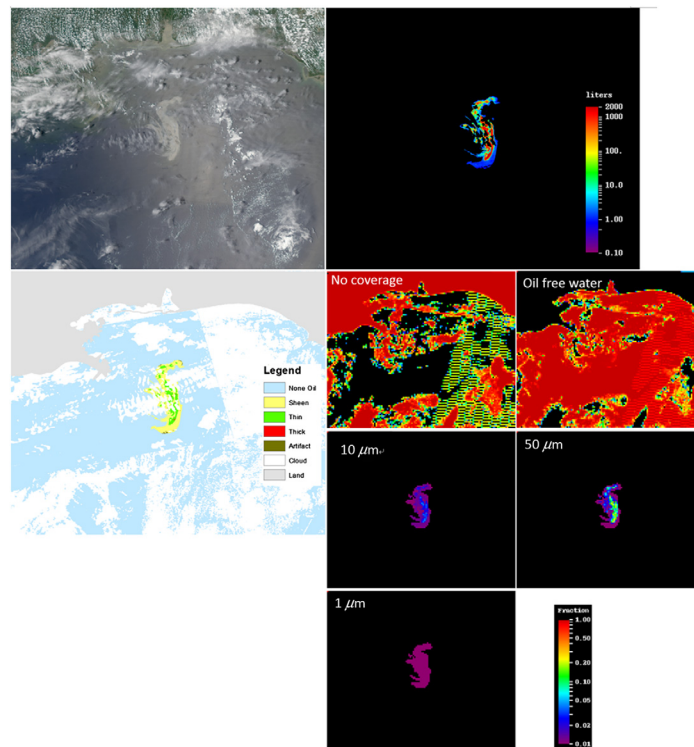 liters
2000
1000
100.
10.0
1.00
0.10
Legend
None Oil
Sheen
Thin
Thick
Artifact
Cloud
Land
No coverage
Oil free water
10 μm↵
50 μm
1 μm
Fraction
1.00
0.50
0.20
0.10
0.05
0.02
0.01